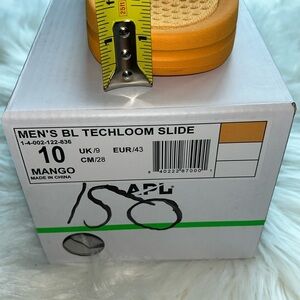 MEN'S BL TECHLOOM SLIDE
1-4-002-122-836
10 UK/9 EUR/43
CM/28
MANGO
MADE IN CHINA
APL
150